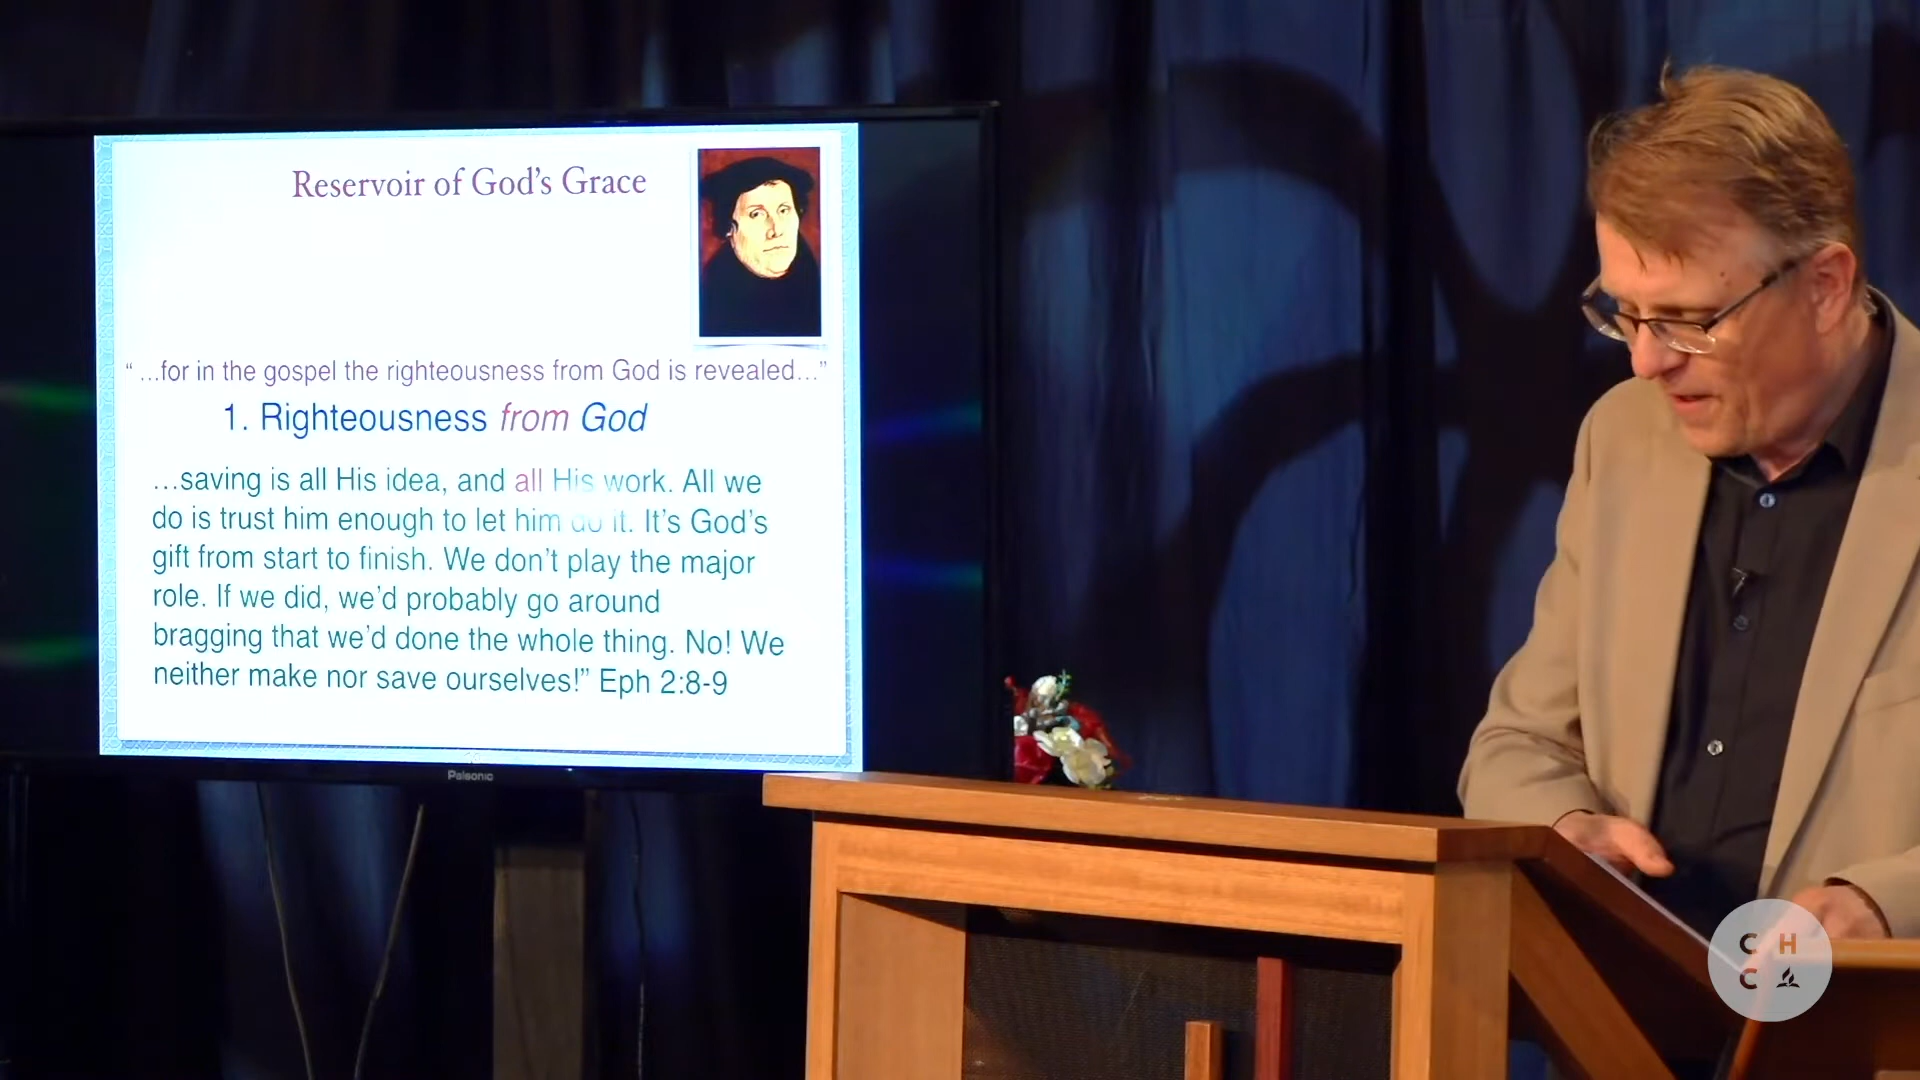 Reservoir of God's Grace
“ ...for in the gospel the righteousness from God is revealed...”
1. Righteousness from God
...saving is all His idea, and all His work. All we
do is trust him enough to let him do it. It's God's
gift from start to finish. We don't play the major
role. If we did, we'd probably go around
bragging that we'd done the whole thing. No! We
neither make nor save ourselves!” Eph 2:8-9
Palsonic
C H
C